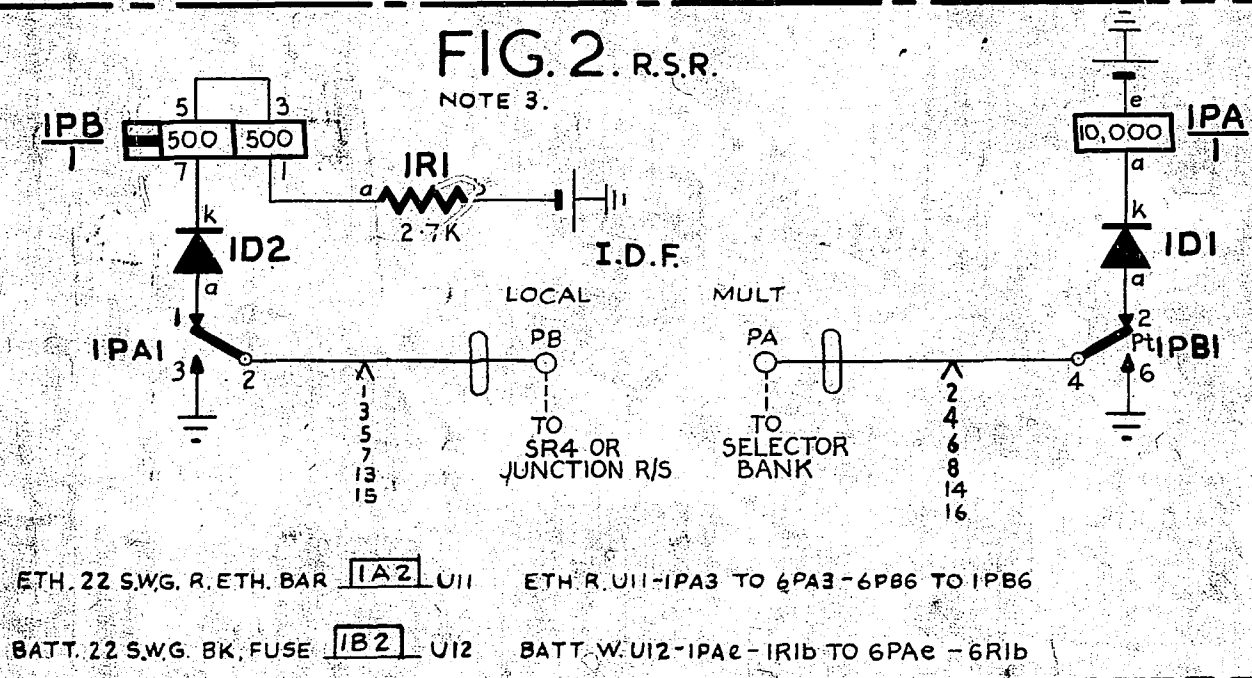 FIG. 2. R.S.R.
NOTE 3.
e
5 3
1PB
1
500 500
7 1
10,000
1PA
1
a
1R1
a
2·7K
k
1D2
a
k
1D1
a
I.D.F.
LOCAL MULT
1
1PA1
3
2
PB
PA
2
Pt
1PB1
4
6
1
3
5
7
13
15
2
4
6
8
14
16
TO
SR4 OR
JUNCTION R/S
TO
SELECTOR
BANK
ETH. 22 S.W.G. R. ETH. BAR 1A2 U11 ETH R. U11-1PA3 TO 6PA3-6PB6 TO 1PB6
BATT. 22 S.W.G. BK, FUSE 1B2 U12 BATT. W. U12-1PAe-1R1b TO 6PAe-6R1b